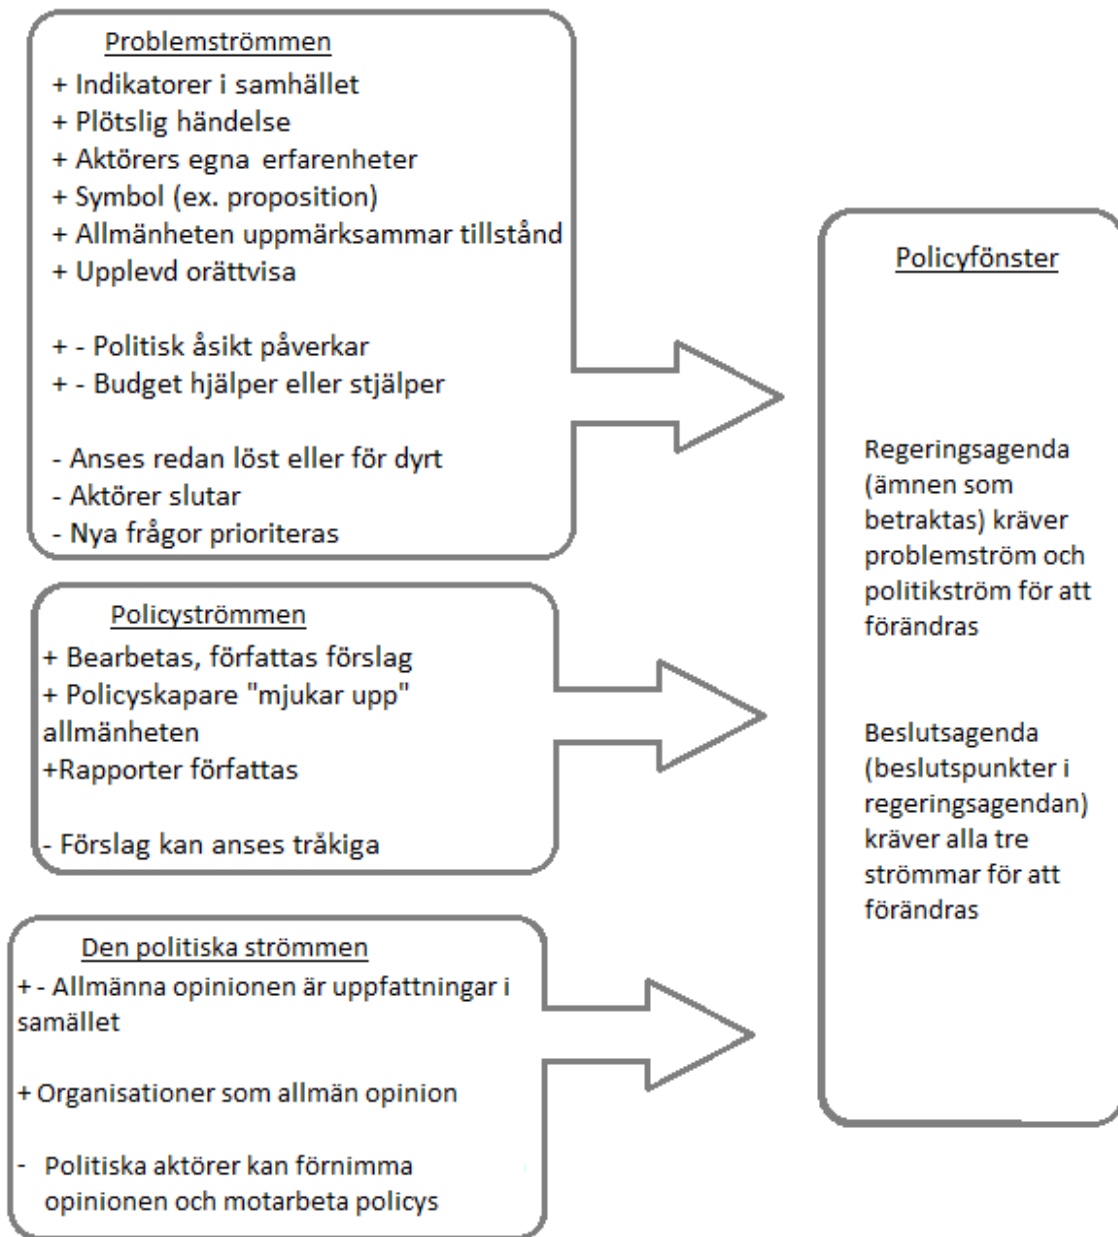 Problemströmmen
+ Indikatorer i samhället
+ Plötslig händelse
+ Aktörers egna erfarenheter
+ Symbol (ex. proposition)
+ Allmänheten uppmärksammar tillstånd
+ Upplevd orättvisa
+ - Politisk åsikt påverkar
+ - Budget hjälper eller stjälper
- Anses redan löst eller för dyrt
- Aktörer slutar
- Nya frågor prioriteras
Policyströmmen
+ Bearbetas, författas förslag
+ Policyskapare "mjukar upp"
allmänheten
+Rapporter författas
- Förslag kan anses tråkiga
Den politiska strömmen
+ - Allmänna opinionen är uppfattningar i
samället
+ Organisationer som allmän opinion
- Politiska aktörer kan förnimma
opinionen och motarbeta policys
Policyfönster
Regeringsagenda
(ämnen som
betraktas) kräver
problemström och
politikström för att
förändras
Beslutsagenda
(beslutspunkter i
regeringsagendan)
kräver alla tre
strömmar för att
förändras